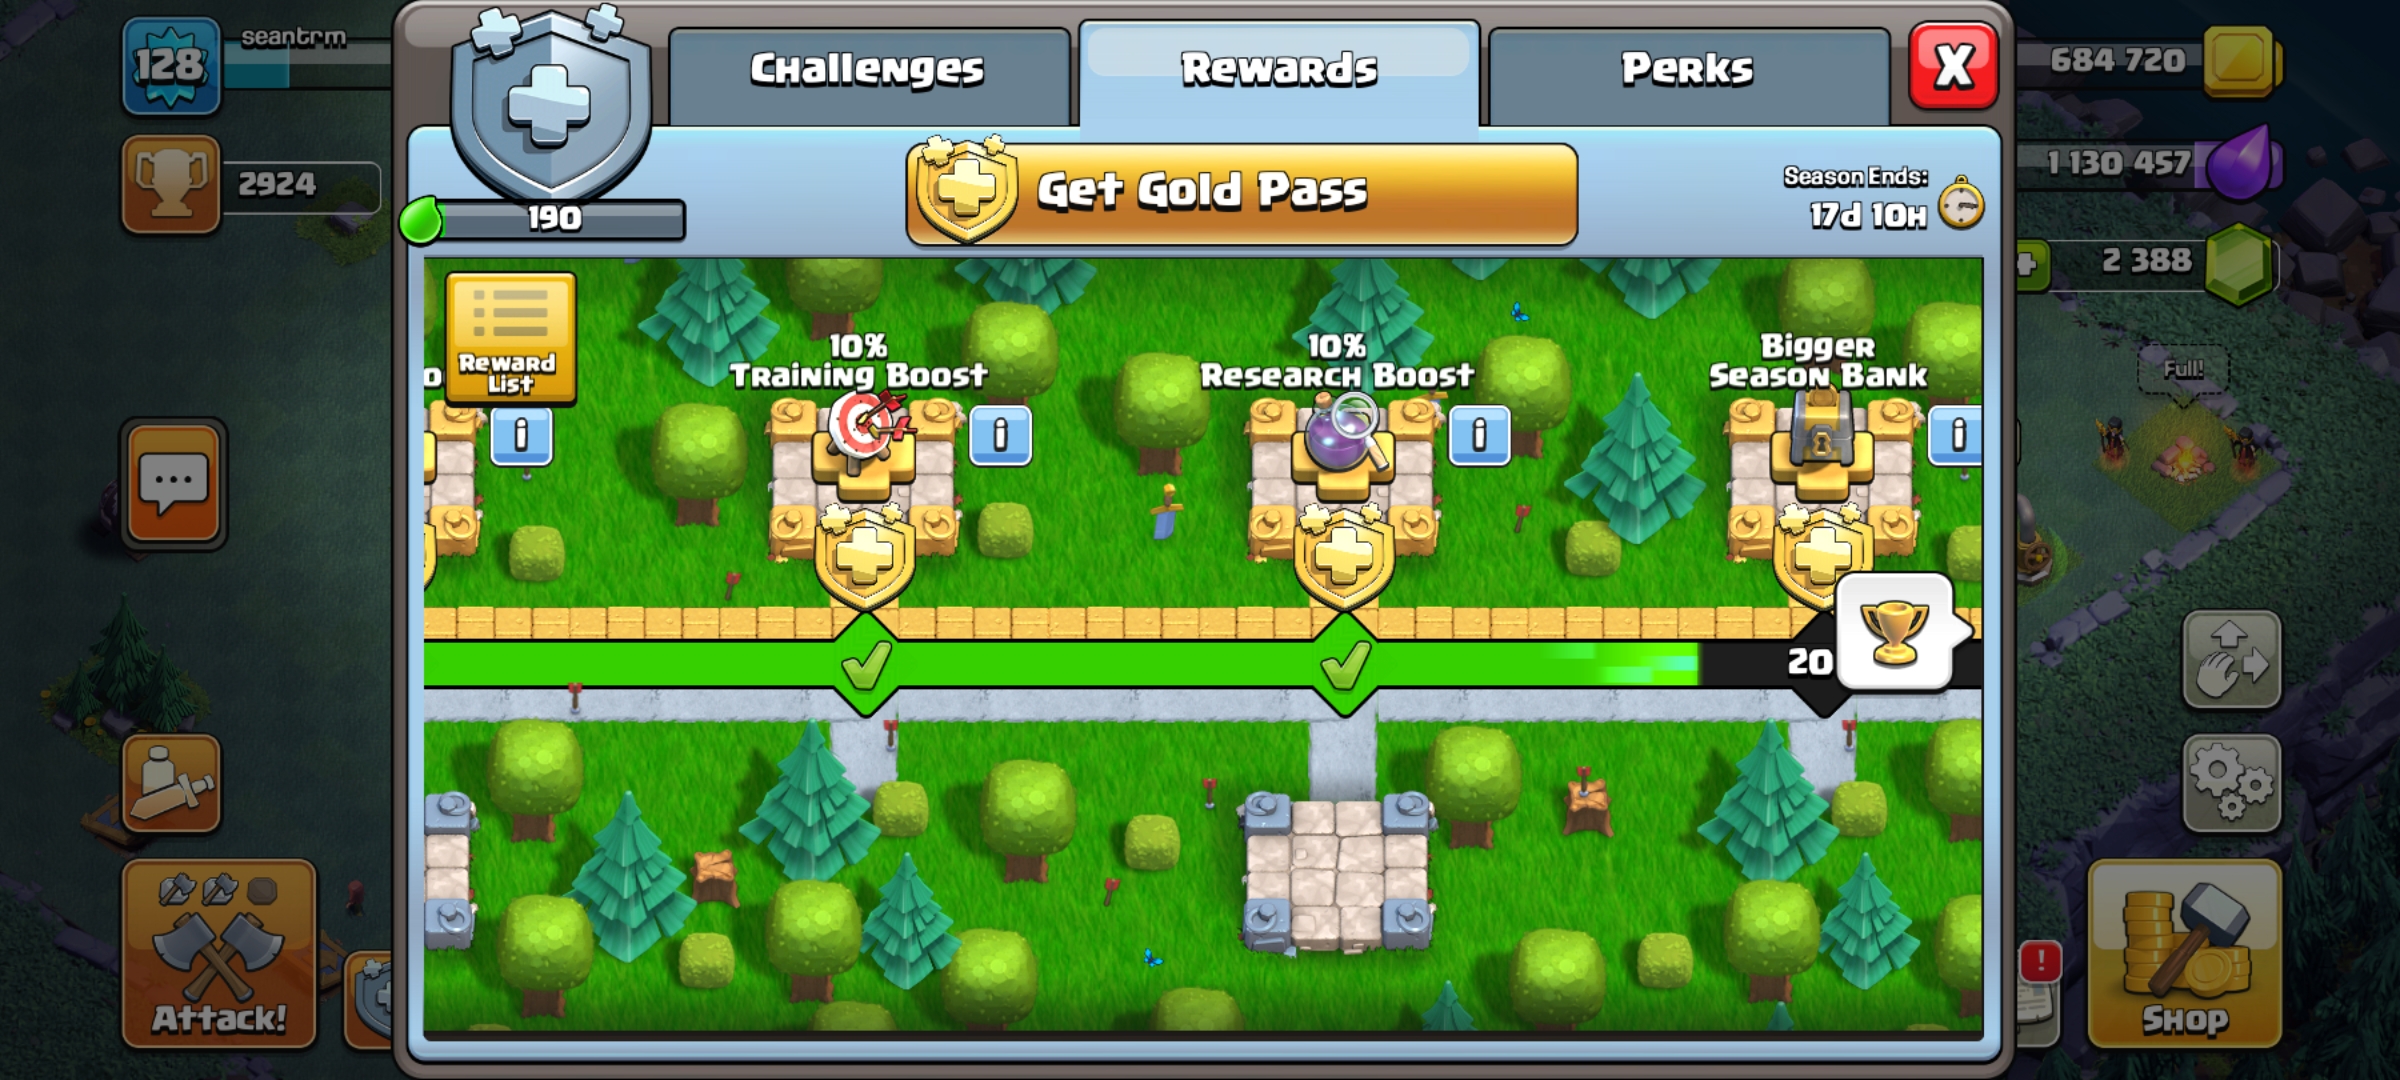 128
seantrm
Challenges
Rewards
Perks
X
684 720
2924
Get Gold Pass
Season Ends:
17d 10h
1 130 457
190
2 388
Reward
List
10%
Training Boost
10%
Research Boost
Bigger
Season Bank
Full!
i
i
i
i
20
!
Attack!
Shop